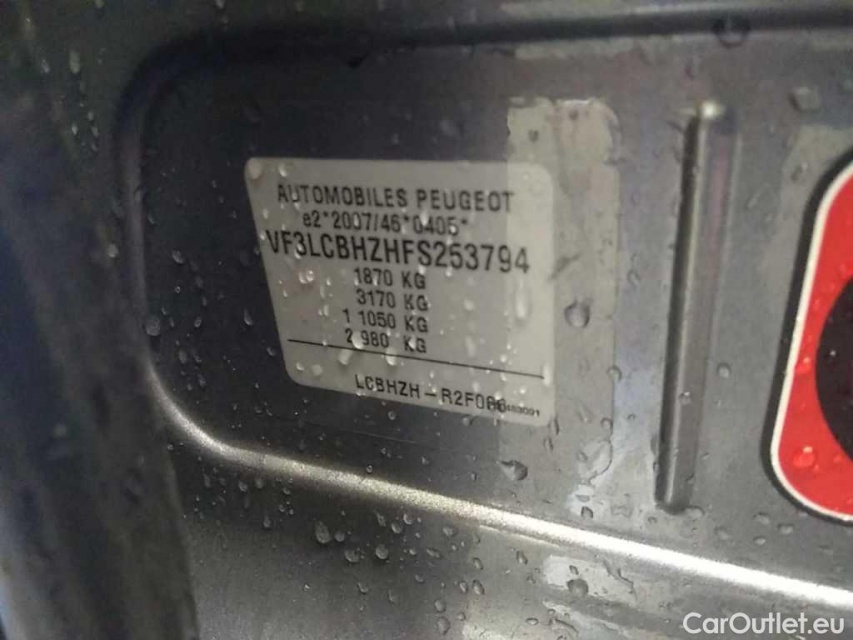 AUTOMOBILES PEUGEOT
e2*2007/46*0405*
VF3LCBHZHFS253794
1870 KG
3170 KG
1 1050 KG
2 980 KG
LCBHZH-R2F0B6
CarOutlet.eu